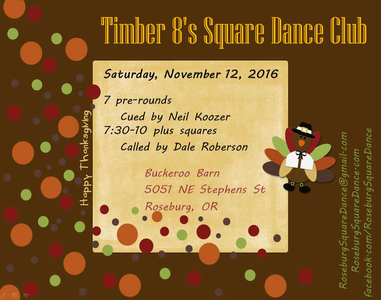 Timber 8's Square Dance Club
Saturday, November 12, 2016
7 pre-rounds
Cued by Neil Koozer
7:30-10 plus squares
Called by Dale Roberson
Buckeroo Barn
5051 NE Stephens St
Roseburg, OR
Happy Thanksgiving
RoseburgSquareDance@gmail.com
RoseburgSquareDance.com
facebook.com/RoseburgSquareDance